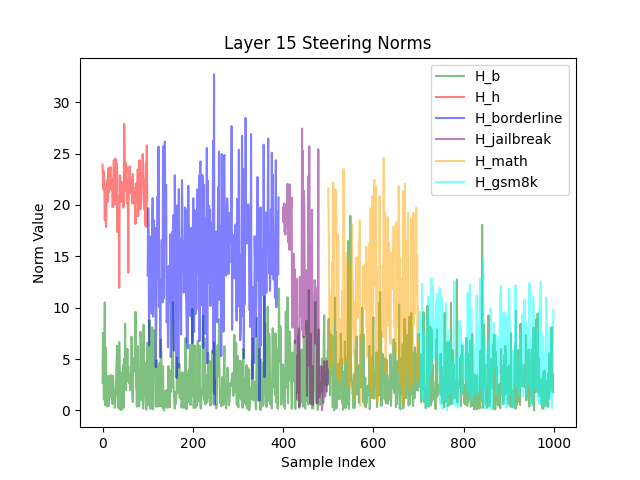 Layer 15 Steering Norms
H_b
H_h
H_borderline
H_jailbreak
H_math
H_gsm8k
30
25
20
15
10
5
0
Norm Value
0 200 400 600 800 1000
Sample Index